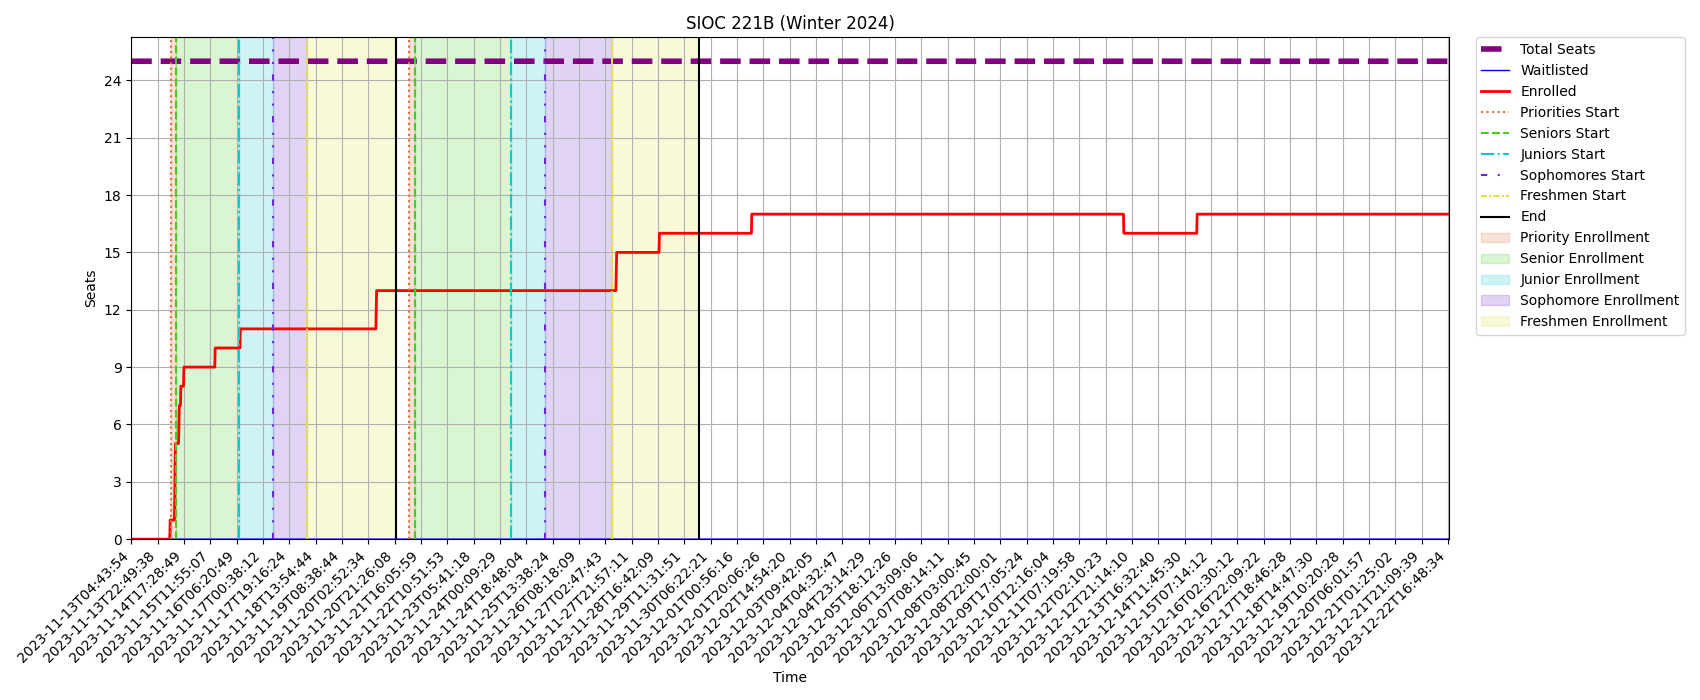 SIOC 221B (Winter 2024)
Seats
24
21
18
15
12
9
6
3
0
2023-11-13T04:43:54
2023-11-13T22:49:38
2023-11-14T17:28:49
2023-11-15T11:55:07
2023-11-16T06:20:49
2023-11-17T00:38:12
2023-11-17T19:16:24
2023-11-18T13:54:44
2023-11-19T08:38:44
2023-11-20T02:52:34
2023-11-20T21:26:08
2023-11-21T16:05:59
2023-11-22T10:51:53
2023-11-23T05:41:18
2023-11-24T00:09:29
2023-11-24T18:48:04
2023-11-25T13:38:24
2023-11-26T08:18:09
2023-11-27T02:47:43
2023-11-27T21:57:11
2023-11-28T16:42:09
2023-11-29T11:31:51
2023-11-30T06:22:21
2023-12-01T00:56:16
2023-12-01T20:06:26
2023-12-02T14:54:20
2023-12-03T09:42:05
2023-12-04T04:32:47
2023-12-04T23:14:29
2023-12-05T18:12:26
2023-12-06T13:09:06
2023-12-07T08:14:11
2023-12-08T03:00:45
2023-12-08T22:00:01
2023-12-09T17:05:24
2023-12-10T12:16:04
2023-12-11T07:19:58
2023-12-12T02:10:23
2023-12-12T21:14:10
2023-12-13T16:32:40
2023-12-14T11:45:30
2023-12-15T07:14:12
2023-12-16T02:30:12
2023-12-16T22:09:22
2023-12-17T18:46:28
2023-12-18T14:47:30
2023-12-19T10:20:28
2023-12-20T06:01:57
2023-12-21T01:25:02
2023-12-21T21:09:39
2023-12-22T16:48:34
Time
Total Seats
Waitlisted
Enrolled
Priorities Start
Seniors Start
Juniors Start
Sophomores Start
Freshmen Start
End
Priority Enrollment
Senior Enrollment
Junior Enrollment
Sophomore Enrollment
Freshmen Enrollment